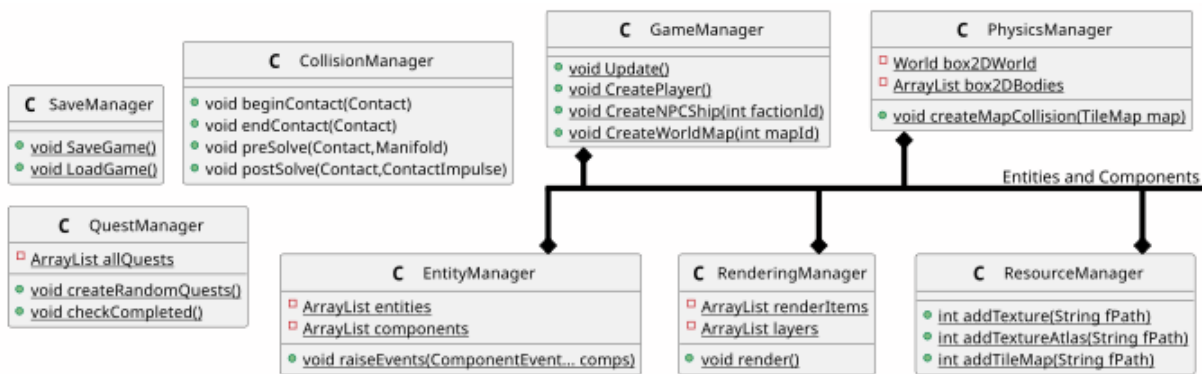 C GameManager
void Update()
void CreatePlayer()
void CreateNPCShip(int factionId)
void CreateWorldMap(int mapId)
C PhysicsManager
World box2DWorld
ArrayList box2DBodies
void createMapCollision(TileMap map)
C CollisionManager
void beginContact(Contact)
void endContact(Contact)
void preSolve(Contact,Manifold)
void postSolve(Contact,ContactImpulse)
C SaveManager
void SaveGame()
void LoadGame()
Entities and Components
C QuestManager
ArrayList allQuests
void createRandomQuests()
void checkCompleted()
C EntityManager
ArrayList entities
ArrayList components
void raiseEvents(ComponentEvent... comps)
C RenderingManager
ArrayList renderItems
ArrayList layers
void render()
C ResourceManager
int addTexture(String fPath)
int addTextureAtlas(String fPath)
int addTileMap(String fPath)